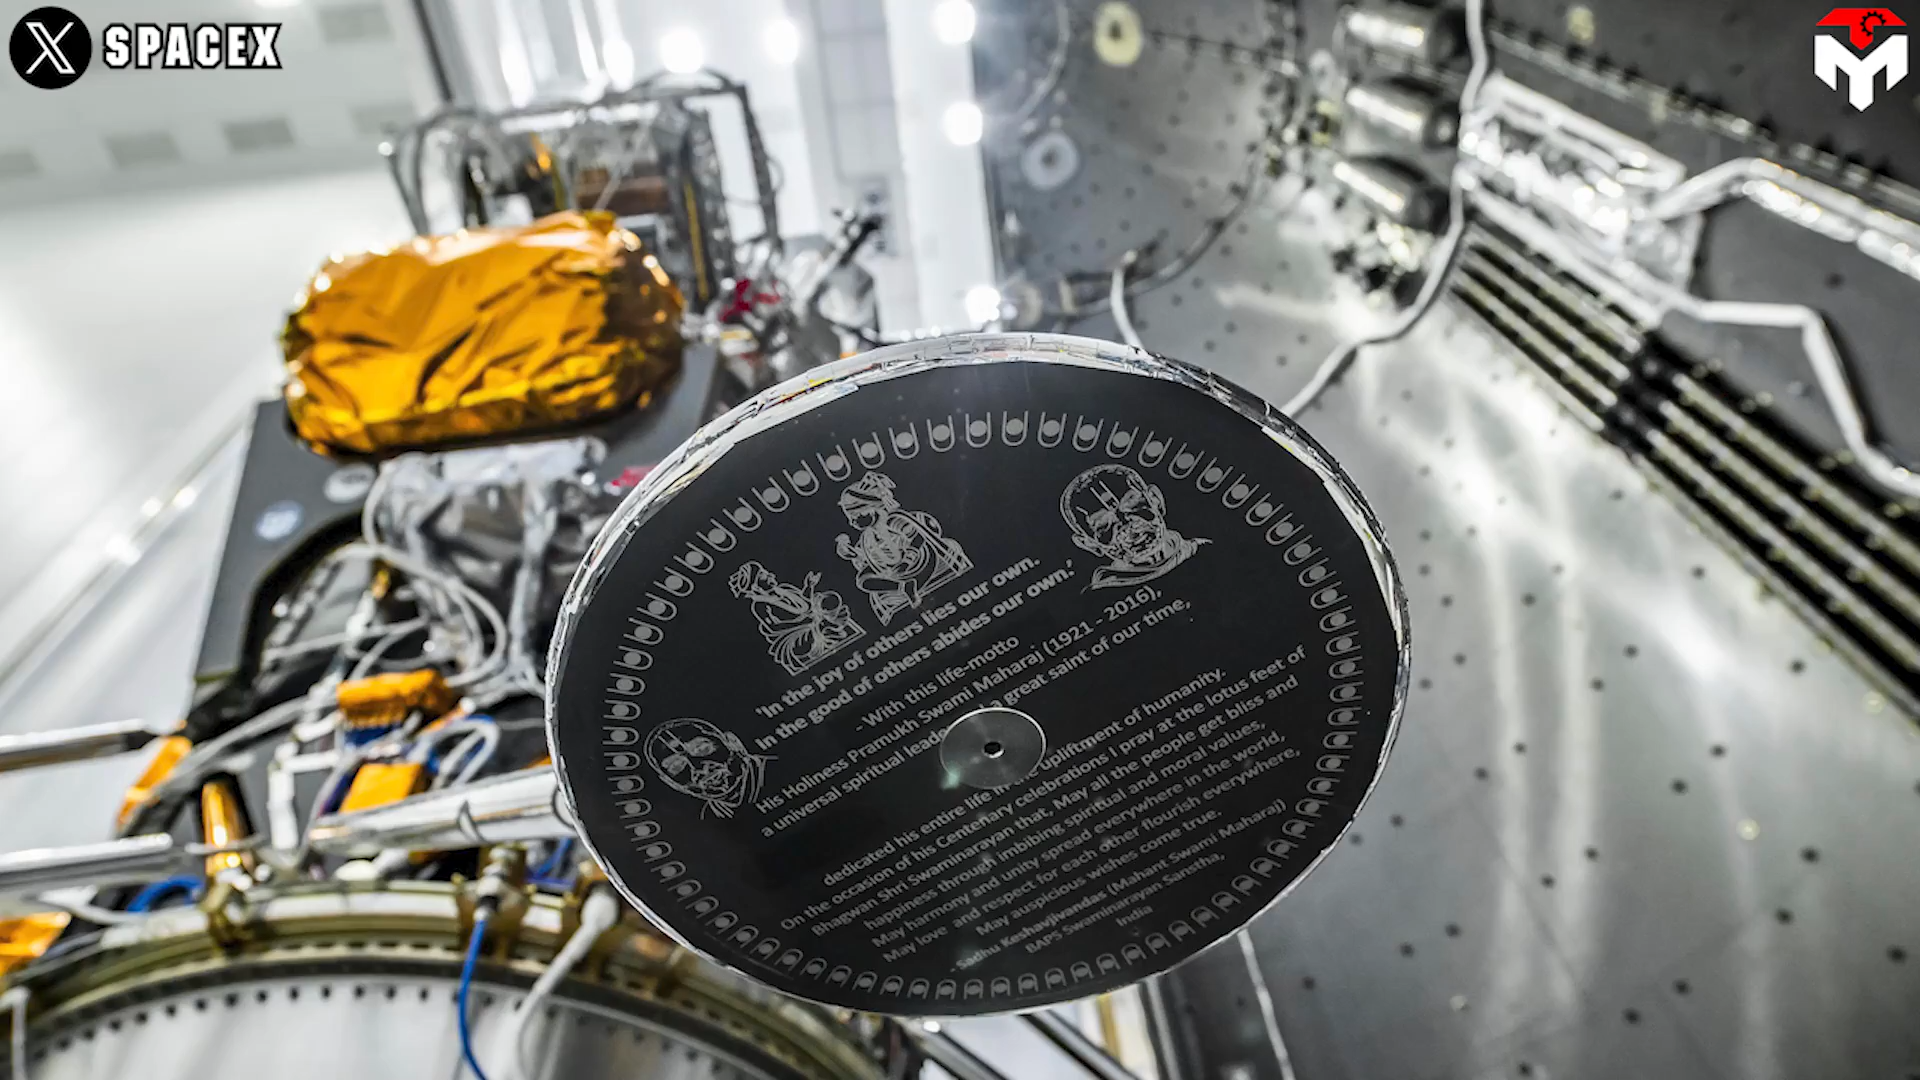 SPACEX
'In the joy of others lies our own.
In the good of others abides our own.'
-With this life-motto
His Holiness Pramukh Swami Maharaj (1921 - 2016),
a universal spiritual leader a great saint of our time,
dedicated his entire life upliftment of humanity.
On the occasion of his Centenary celebrations I pray at the lotus feet of
Bhagwan Shri Swaminarayan that, May all the people get bliss and
happiness through imbibing spiritual and moral values,
May harmony and unity spread everywhere in the world,
May love and respect for each other flourish everywhere,
May auspicious wishes come true.
- Sadhu Keshavjivandas (Mahant Swami Maharaj)
BAPS Swaminarayan Sanstha,
India